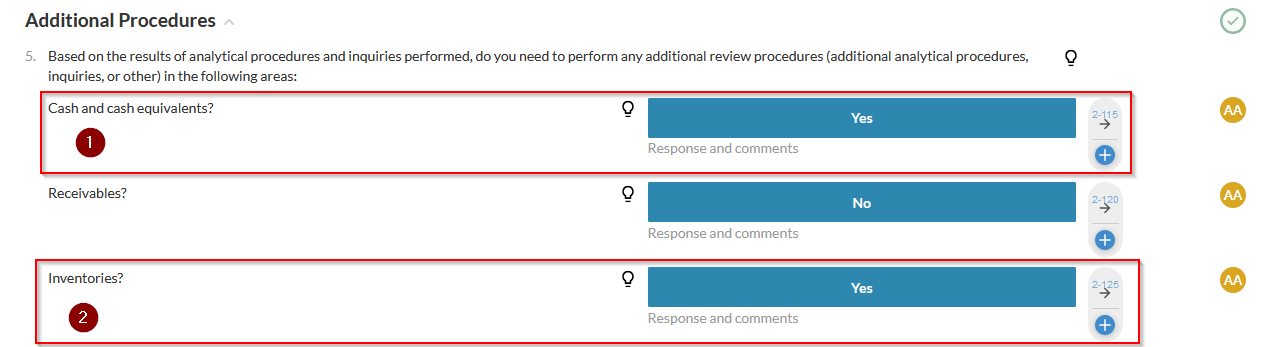 Additional Procedures
5. Based on the results of analytical procedures and inquiries performed, do you need to perform any additional review procedures (additional analytical procedures,
inquiries, or other) in the following areas:
Cash and cash equivalents?
Yes
2-115
AA
1
Response and comments
Receivables?
No
2-120
AA
Response and comments
Inventories?
Yes
2-125
AA
2
Response and comments